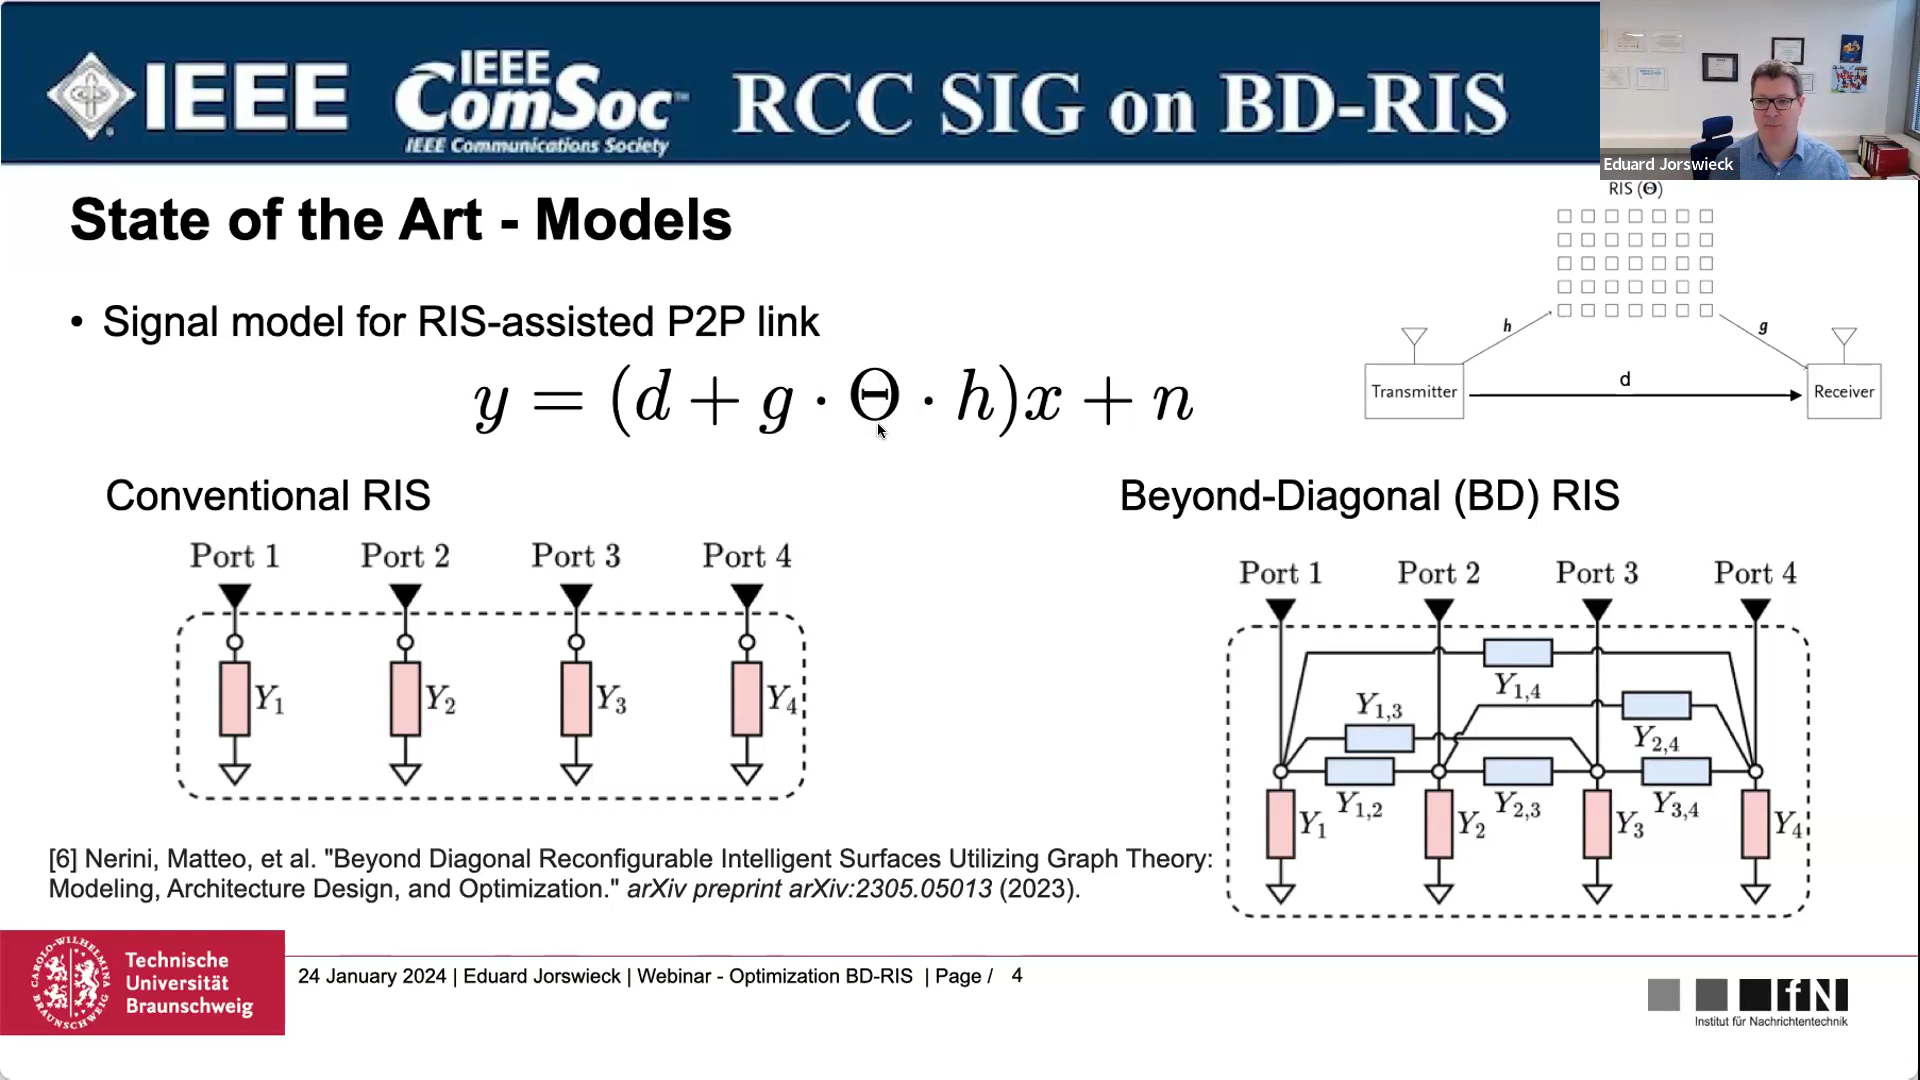 IEEE
IEEE
ComSoc™
IEEE Communications Society
RCC SIG on BD-RIS
Eduard Jorswieck
State of the Art - Models
RIS (Θ)
h
g
Transmitter
d
Receiver
• Signal model for RIS-assisted P2P link
y = (d + g · Θ · h)x + n
Conventional RIS
Port 1 Port 2 Port 3 Port 4
Y₁ Y₂ Y₃ Y₄
Beyond-Diagonal (BD) RIS
Port 1 Port 2 Port 3 Port 4
Y₁,₄
Y₁,₃
Y₂,₄
Y₁,₂ Y₂,₃ Y₃,₄
Y₁ Y₂ Y₃ Y₄
[6] Nerini, Matteo, et al. "Beyond Diagonal Reconfigurable Intelligent Surfaces Utilizing Graph Theory:
Modeling, Architecture Design, and Optimization." arXiv preprint arXiv:2305.05013 (2023).
CAROLO-WILHELMINA
BRAUNSCHWEIG
Technische
Universität
Braunschweig
24 January 2024 | Eduard Jorswieck | Webinar - Optimization BD-RIS | Page / 4
IfN
Institut für Nachrichtentechnik